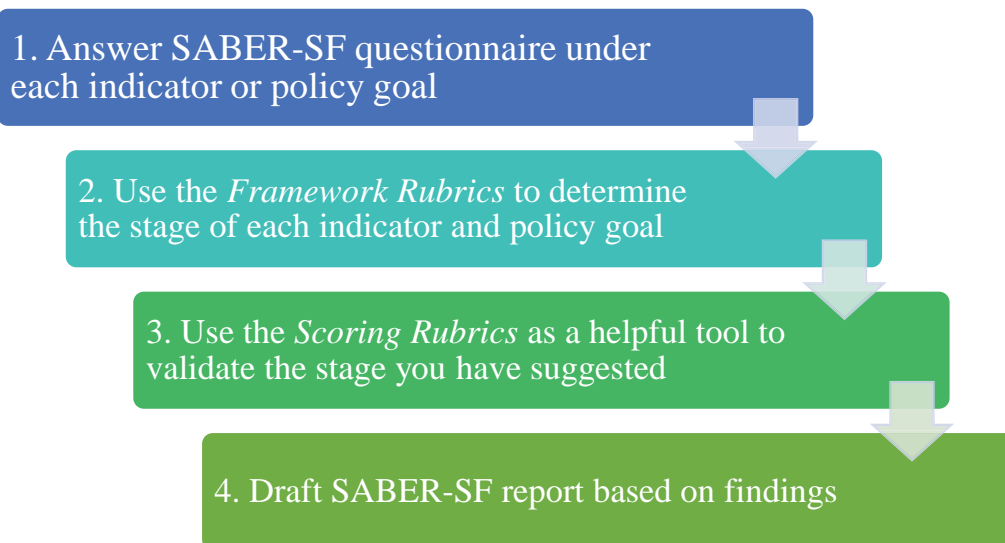 1. Answer SABER-SF questionnaire under
each indicator or policy goal
2. Use the Framework Rubrics to determine
the stage of each indicator and policy goal
3. Use the Scoring Rubrics as a helpful tool to
validate the stage you have suggested
4. Draft SABER-SF report based on findings